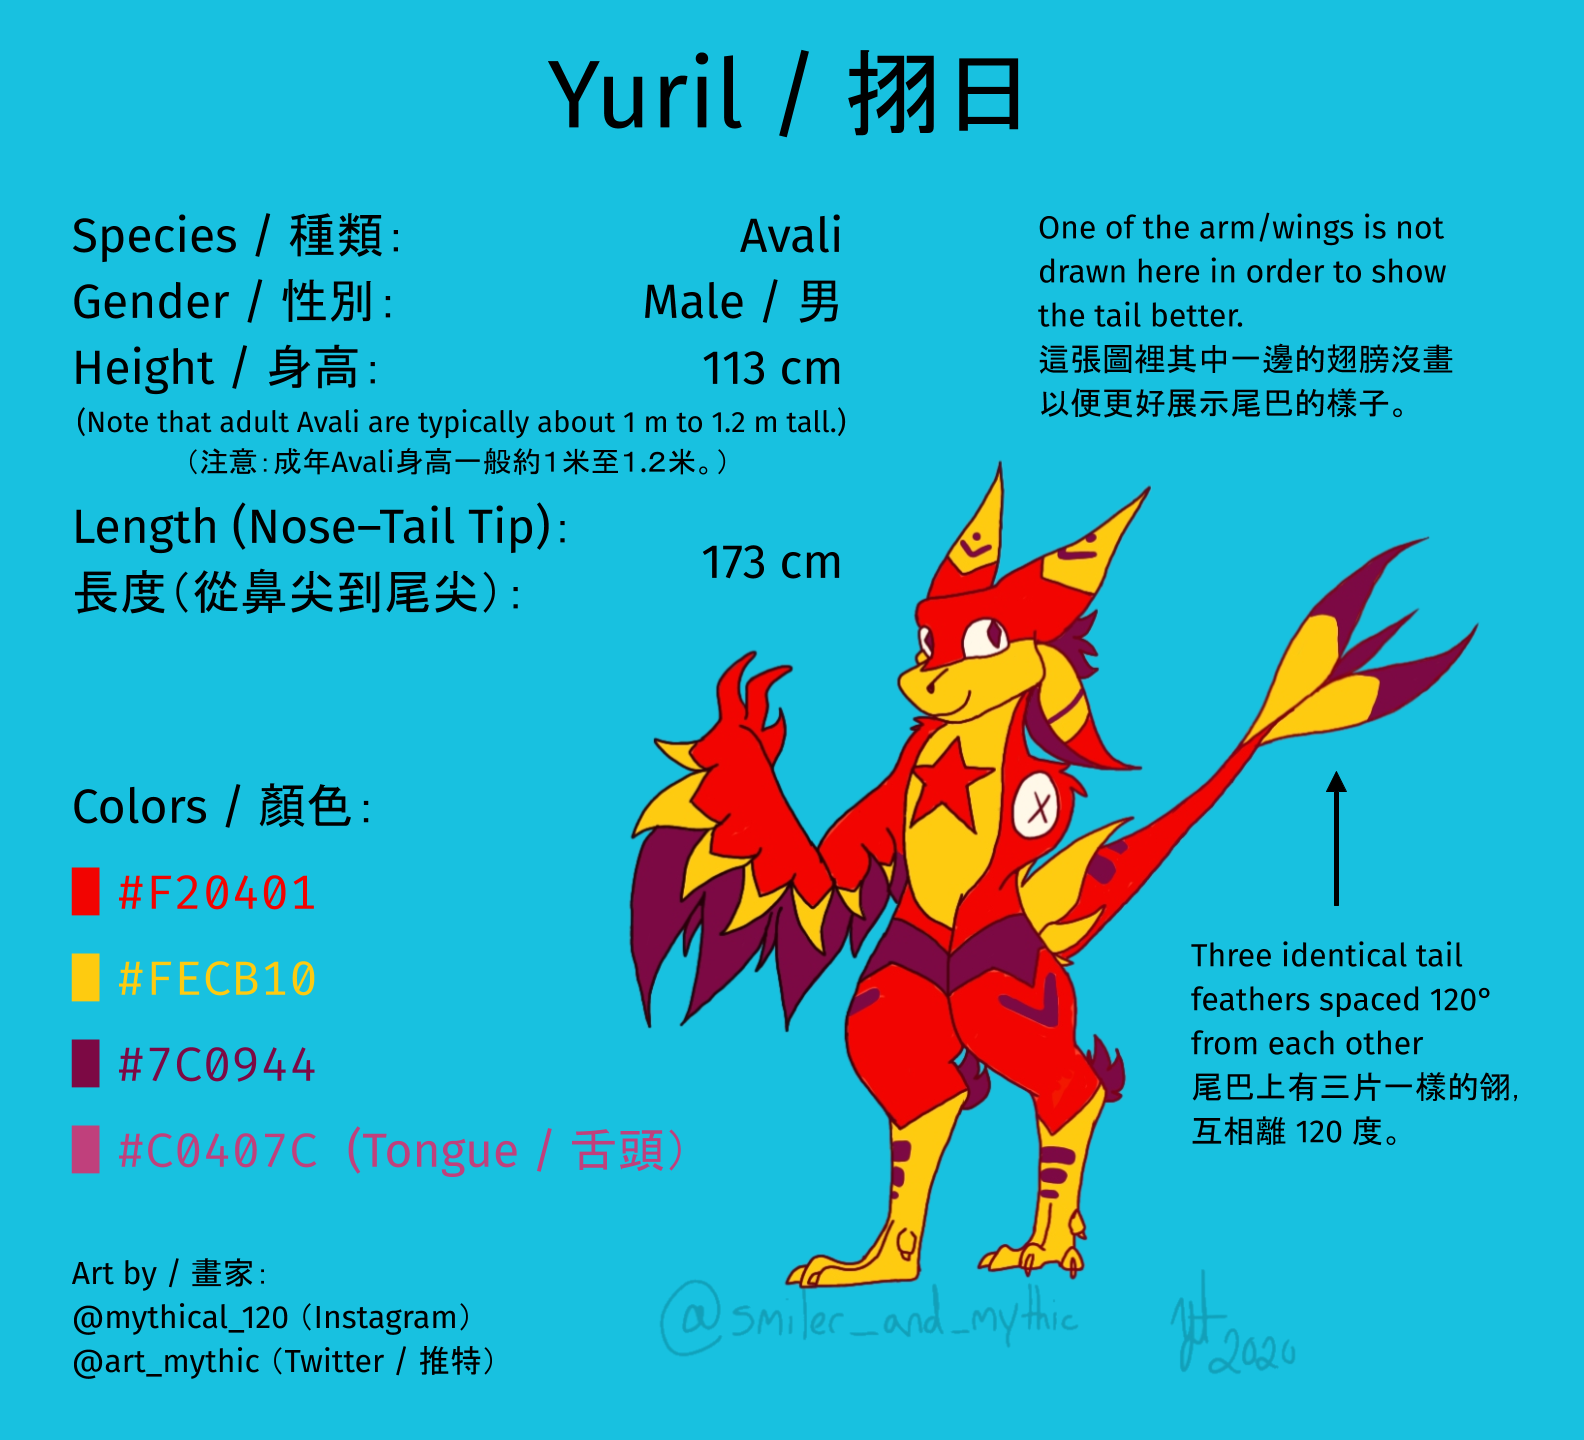 Yuril / 挧日
Species / 種類： Avali
Gender / 性別： Male / 男
Height / 身高： 113 cm
(Note that adult Avali are typically about 1 m to 1.2 m tall.)
（注意：成年Avali身高一般約１米至１.２米。）
Length (Nose–Tail Tip)：
長度（從鼻尖到尾尖）：
173 cm
One of the arm/wings is not
drawn here in order to show
the tail better.
這張圖裡其中一邊的翅膀沒畫
以便更好展示尾巴的樣子。
Three identical tail
feathers spaced 120°
from each other
尾巴上有三片一樣的翎，
互相離 120 度。
Colors / 顏色：
#F20401
#FECB10
#7C0944
#C0407C (Tongue / 舌頭）
Art by / 畫家：
@mythical_120（Instagram）
@art_mythic（Twitter / 推特）
@smiler_and_mythic
2020